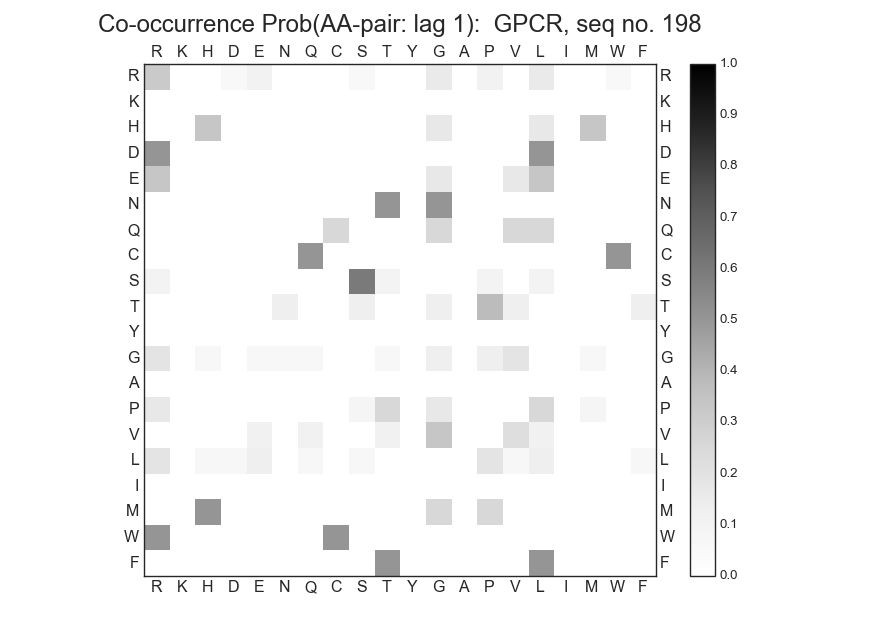 Co-occurrence Prob(AA-pair: lag 1):  GPCR, seq no. 198
R K H D E N Q C S T Y G A P V L I M W F
R R 1.0
K K
H H 0.9
D D 0.8
E E
N N 0.7
Q Q
C C 0.6
S S
T T 0.5
Y Y
G G 0.4
A A
P P 0.3
V V
L L 0.2
I I
M M 0.1
W W
F F 0.0
R K H D E N Q C S T Y G A P V L I M W F